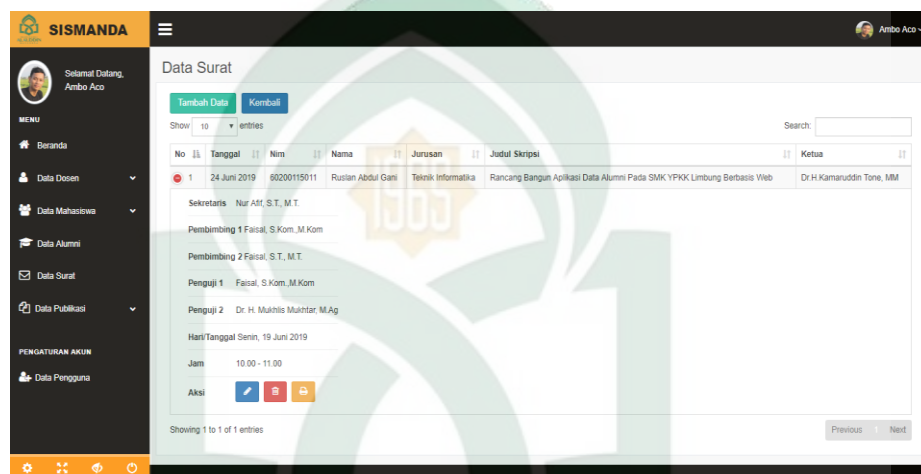 SISMANDA
Ambo Aco
Selamat Datang,
Ambo Aco
MENU
Beranda
Data Dosen
Data Mahasiswa
Data Alumni
Data Surat
Data Publikasi
PENGATURAN AKUN
Data Pengguna
Data Surat
Tambah Data Kembali
Show 10 entries Search:
No Tanggal Nim Nama Jurusan Judul Skripsi Ketua
1 24 Juni 2019 60200115011 Ruslan Abdul Gani Teknik Informatika Rancang Bangun Aplikasi Data Alumni Pada SMK YPKK Limbung Berbasis Web Dr.H.Kamaruddin Tone, MM
Sekretaris Nur Afif, S.T., M.T.
Pembimbing 1 Faisal, S.Kom.,M.Kom
Pembimbing 2 Faisal, S.T., M.T.
Penguji 1 Faisal, S.Kom.,M.Kom
Penguji 2 Dr. H. Mukhlis Mukhtar, M.Ag
Hari/Tanggal Senin, 19 Juni 2019
Jam 10.00 - 11.00
Aksi
Showing 1 to 1 of 1 entries
Previous 1 Next
1965